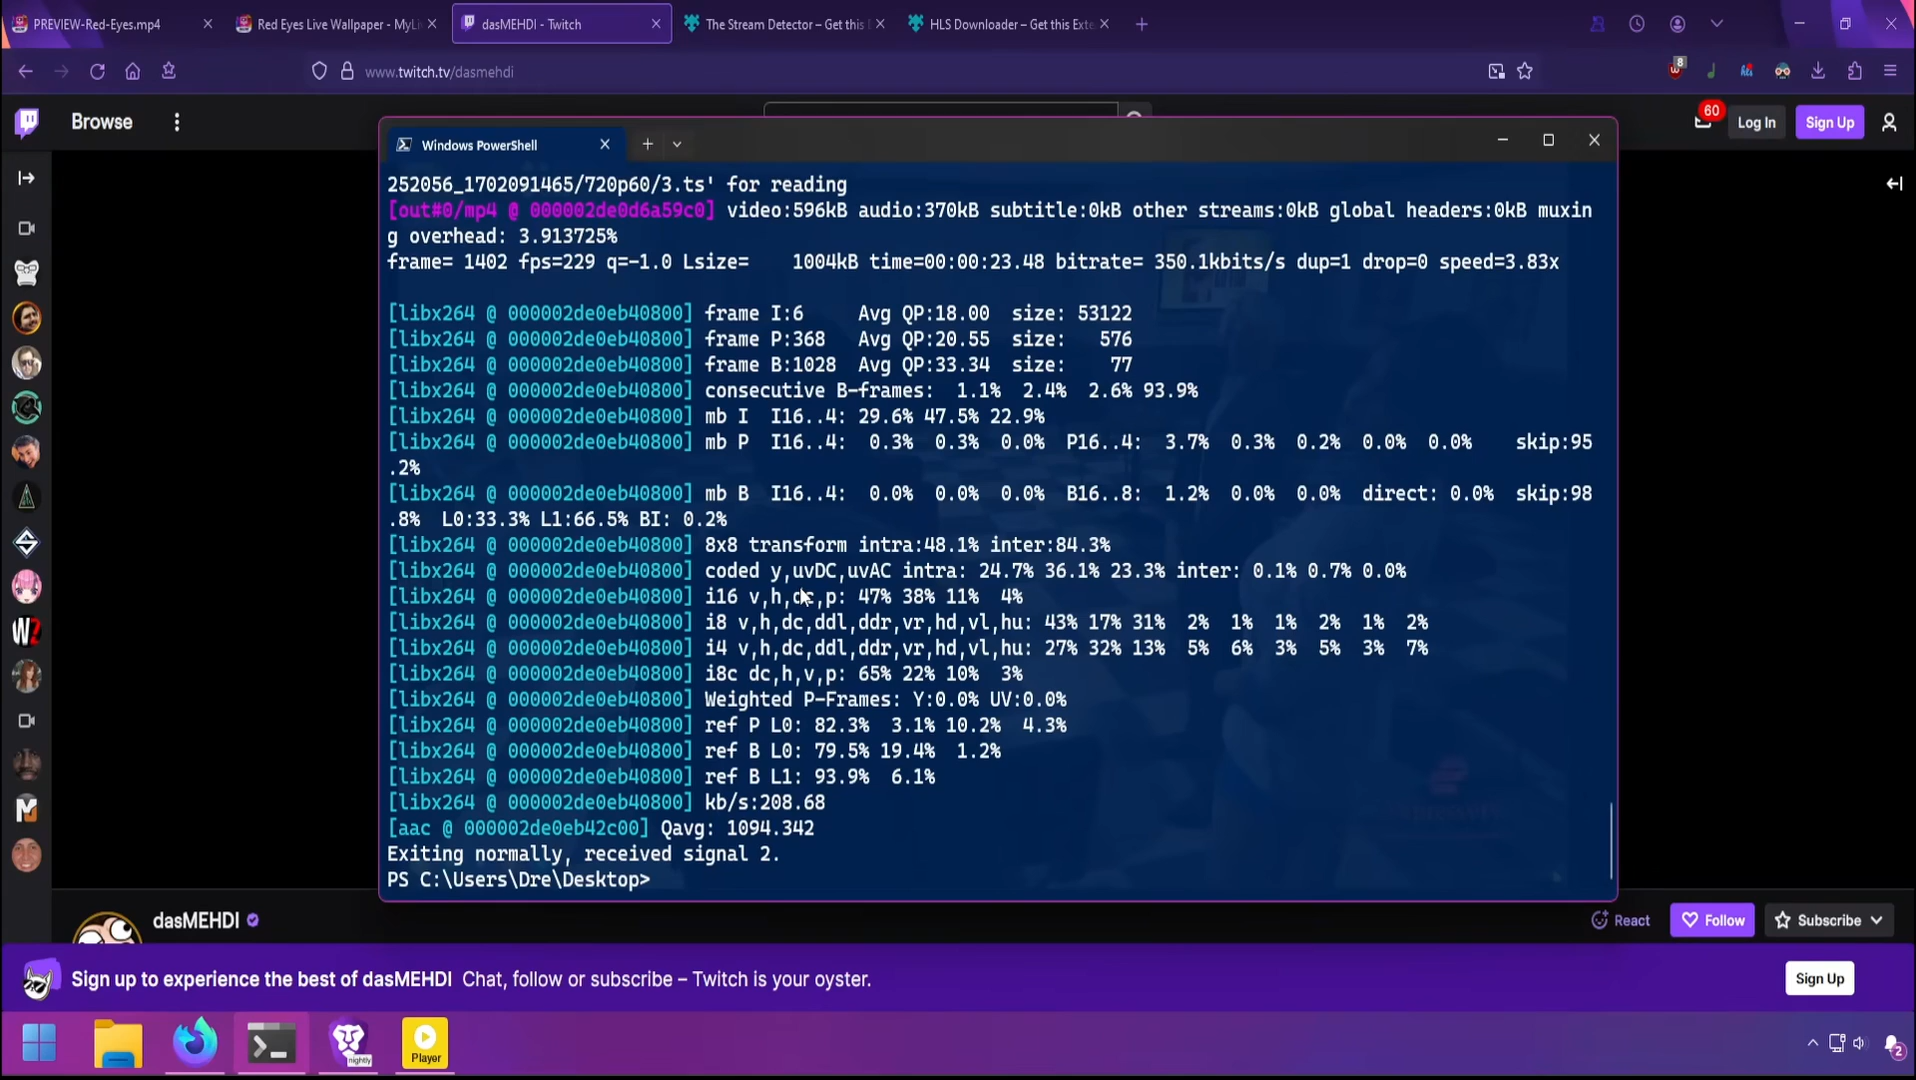 PREVIEW-Red-Eyes.mp4
Red Eyes Live Wallpaper - MyLi
dasMEHDI - Twitch
The Stream Detector – Get this
HLS Downloader – Get this Exte
www.twitch.tv/dasmehdi
8
Browse
60
Log In
Sign Up
Windows PowerShell
252056_1702091465/720p60/3.ts' for reading
[out#0/mp4 @ 000002de0d6a59c0] video:596kB audio:370kB subtitle:0kB other streams:0kB global headers:0kB muxin
g overhead: 3.913725%
frame= 1402 fps=229 q=-1.0 Lsize=    1004kB time=00:00:23.48 bitrate= 350.1kbits/s dup=1 drop=0 speed=3.83x
[libx264 @ 000002de0eb40800] frame I:6     Avg QP:18.00  size: 53122
[libx264 @ 000002de0eb40800] frame P:368   Avg QP:20.55  size:   576
[libx264 @ 000002de0eb40800] frame B:1028  Avg QP:33.34  size:    77
[libx264 @ 000002de0eb40800] consecutive B-frames:  1.1%  2.4%  2.6% 93.9%
[libx264 @ 000002de0eb40800] mb I  I16..4: 29.6% 47.5% 22.9%
[libx264 @ 000002de0eb40800] mb P  I16..4:  0.3%  0.3%  0.0%  P16..4:  3.7%  0.3%  0.2%  0.0%  0.0%    skip:95
.2%
[libx264 @ 000002de0eb40800] mb B  I16..4:  0.0%  0.0%  0.0%  B16..8:  1.2%  0.0%  0.0%  direct: 0.0%  skip:98
.8%  L0:33.3% L1:66.5% BI: 0.2%
[libx264 @ 000002de0eb40800] 8x8 transform intra:48.1% inter:84.3%
[libx264 @ 000002de0eb40800] coded y,uvDC,uvAC intra: 24.7% 36.1% 23.3% inter: 0.1% 0.7% 0.0%
[libx264 @ 000002de0eb40800] i16 v,h,dc,p: 47% 38% 11%  4%
[libx264 @ 000002de0eb40800] i8 v,h,dc,ddl,ddr,vr,hd,vl,hu: 43% 17% 31%  2%  1%  1%  2%  1%  2%
[libx264 @ 000002de0eb40800] i4 v,h,dc,ddl,ddr,vr,hd,vl,hu: 27% 32% 13%  5%  6%  3%  5%  3%  7%
[libx264 @ 000002de0eb40800] i8c dc,h,v,p: 65% 22% 10%  3%
[libx264 @ 000002de0eb40800] Weighted P-Frames: Y:0.0% UV:0.0%
[libx264 @ 000002de0eb40800] ref P L0: 82.3%  3.1% 10.2%  4.3%
[libx264 @ 000002de0eb40800] ref B L0: 79.5% 19.4%  1.2%
[libx264 @ 000002de0eb40800] ref B L1: 93.9%  6.1%
[libx264 @ 000002de0eb40800] kb/s:208.68
[aac @ 000002de0eb42c00] Qavg: 1094.342
Exiting normally, received signal 2.
PS C:\Users\Dre\Desktop>
dasMEHDI
React
Follow
Subscribe
Sign up to experience the best of dasMEHDI Chat, follow or subscribe – Twitch is your oyster.
Sign Up
nightly
Player
2